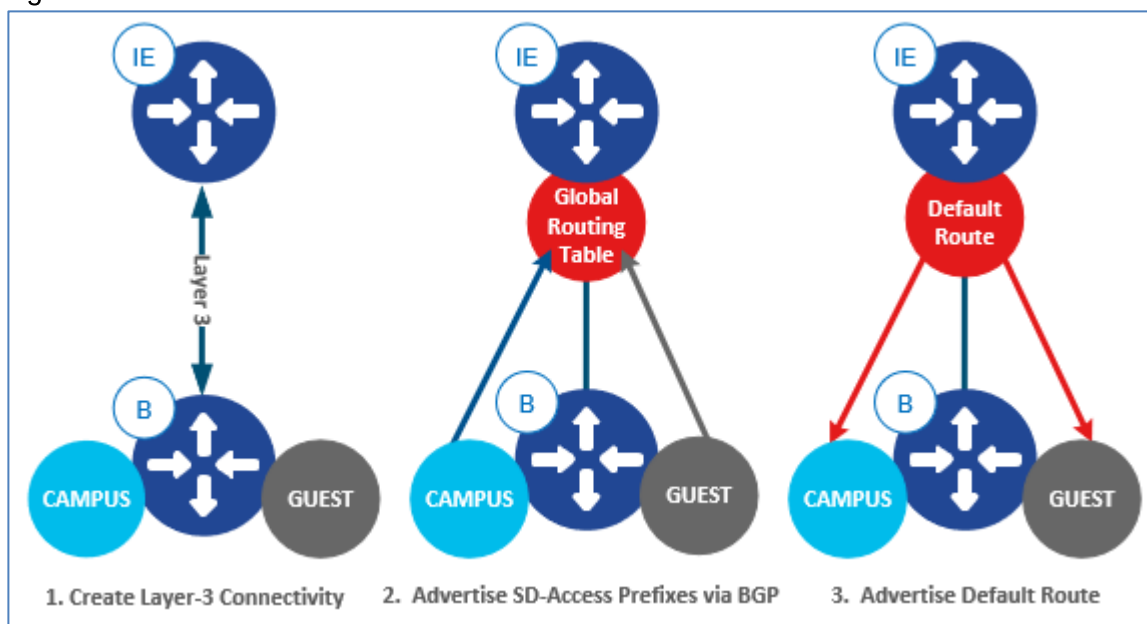 IE
Layer 3
B
CAMPUS
GUEST
1. Create Layer-3 Connectivity
IE
Global
Routing
Table
B
CAMPUS
GUEST
2. Advertise SD-Access Prefixes via BGP
IE
Default
Route
B
CAMPUS
GUEST
3. Advertise Default Route